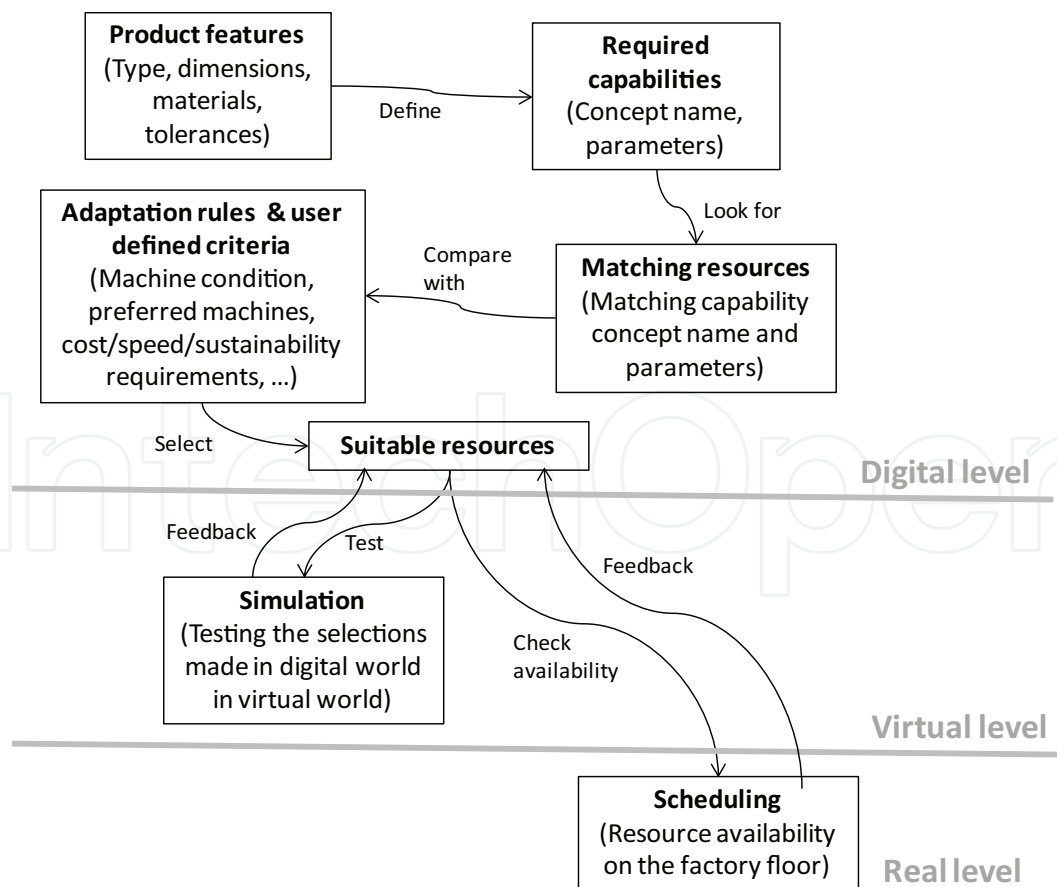 Product features
(Type, dimensions,
materials,
tolerances)
Define
Required
capabilities
(Concept name,
parameters)
Look for
Matching resources
(Matching capability
concept name and
parameters)
Compare
with
Adaptation rules & user
defined criteria
(Machine condition,
preferred machines,
cost/speed/sustainability
requirements, ...)
Select
Suitable resources
Digital level
Feedback
Test
Feedback
Simulation
(Testing the selections
made in digital world
in virtual world)
Check
availability
Virtual level
Scheduling
(Resource availability
on the factory floor)
Real level
IntechOpen